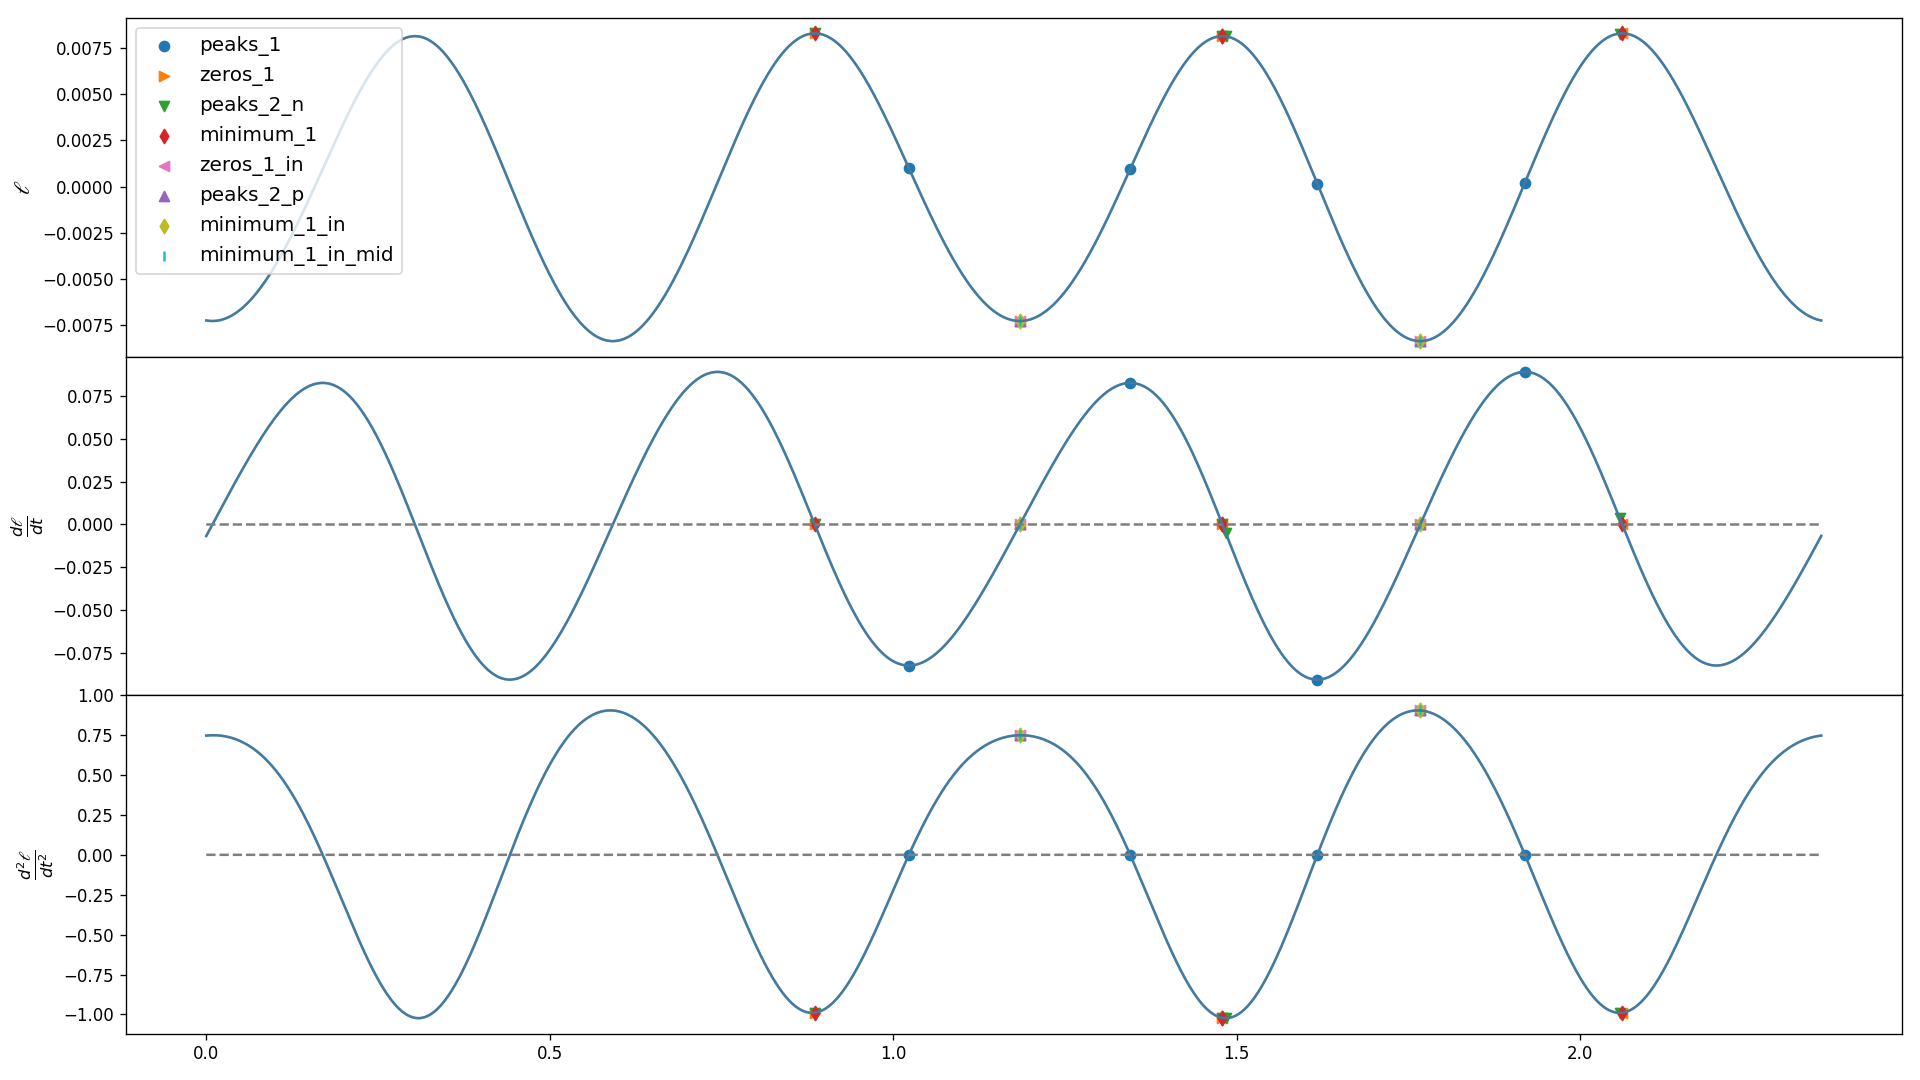 peaks_1
zeros_1
peaks_2_n
minimum_1
zeros_1_in
peaks_2_p
minimum_1_in
minimum_1_in_mid
0.0075
0.0050
0.0025
0.0000
−0.0025
−0.0050
−0.0075
ℓ
0.075
0.050
0.025
0.000
−0.025
−0.050
−0.075
dℓ
dt
1.00
0.75
0.50
0.25
0.00
−0.25
−0.50
−0.75
−1.00
d²ℓ
dt²
0.0 0.5 1.0 1.5 2.0